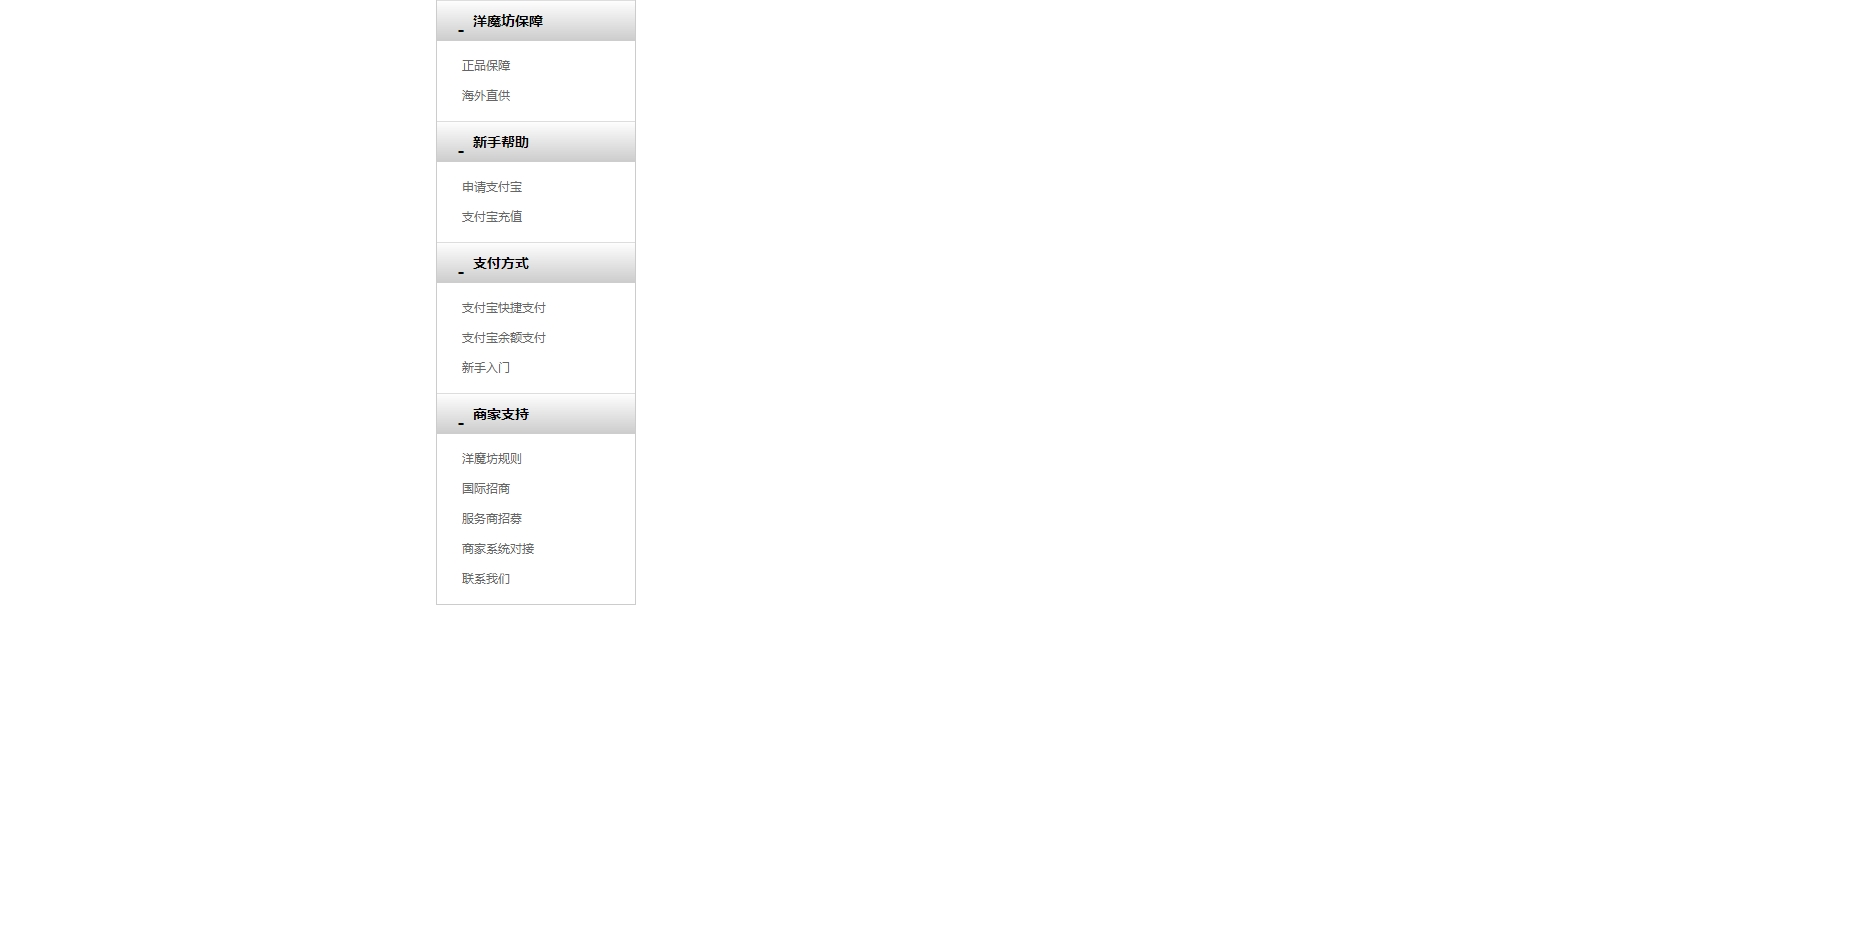 - 洋魔坊保障
正品保障
海外直供
- 新手帮助
申请支付宝
支付宝充值
- 支付方式
支付宝快捷支付
支付宝余额支付
新手入门
- 商家支持
洋魔坊规则
国际招商
服务商招募
商家系统对接
联系我们